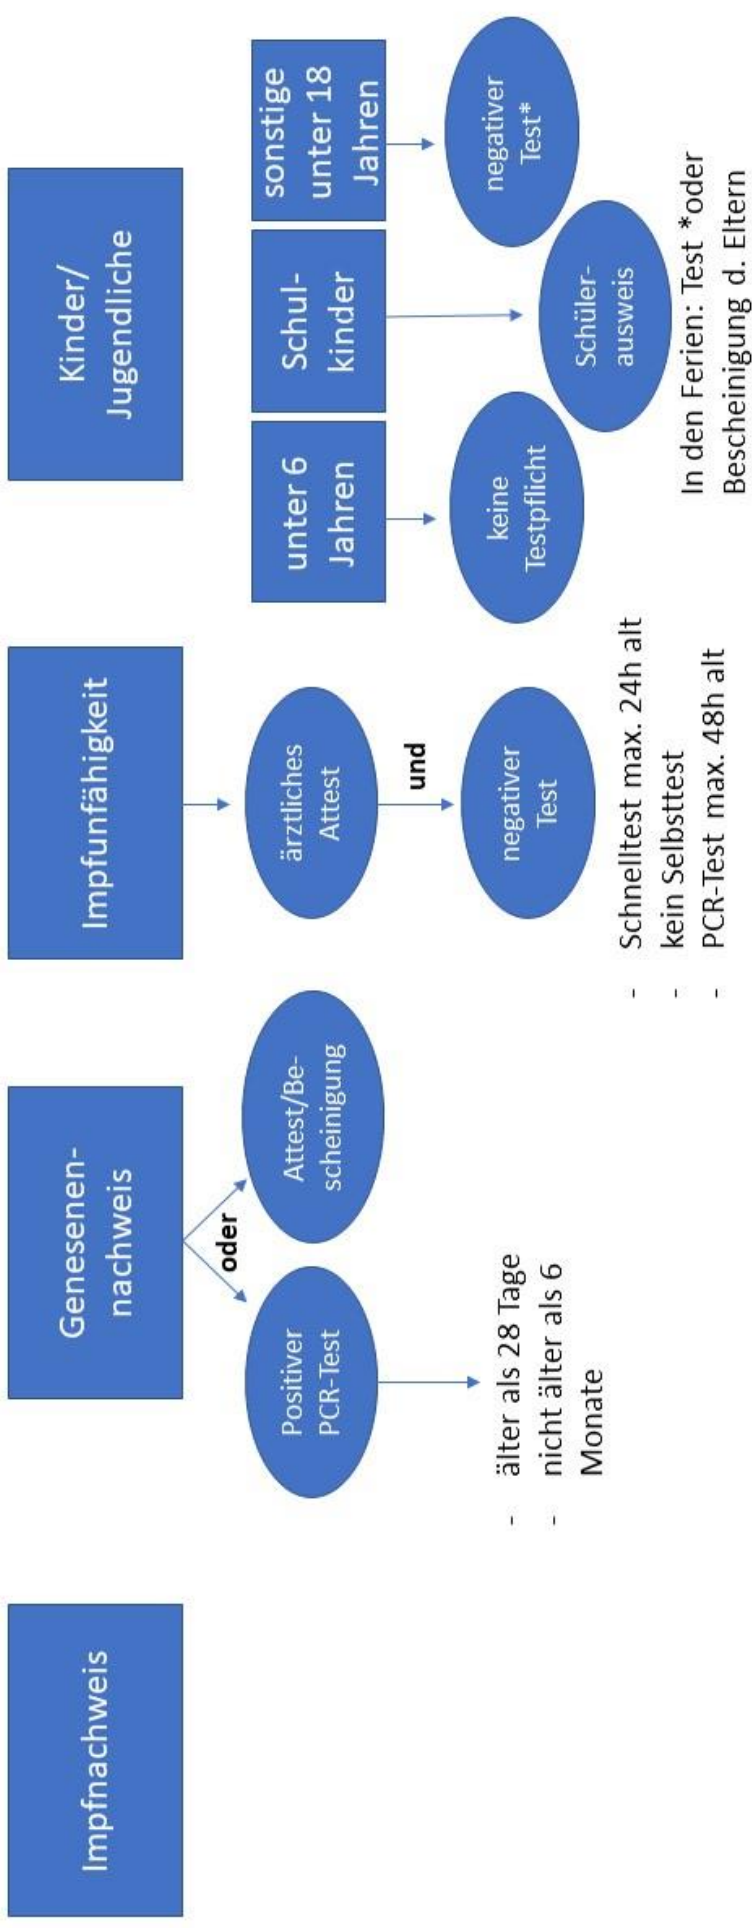 Impfnachweis
Genesenen-
nachweis
oder
Positiver
PCR-Test
Attest/Be-
scheinigung
- älter als 28 Tage
- nicht älter als 6
Monate
Impfunfähigkeit
ärztliches
Attest
und
negativer
Test
- Schnelltest max. 24h alt
- kein Selbsttest
- PCR-Test max. 48h alt
Kinder/
Jugendliche
unter 6
Jahren
Schul-
kinder
sonstige
unter 18
Jahren
keine
Testpflicht
Schüler-
ausweis
negativer
Test*
In den Ferien: Test *oder
Bescheinigung d. Eltern